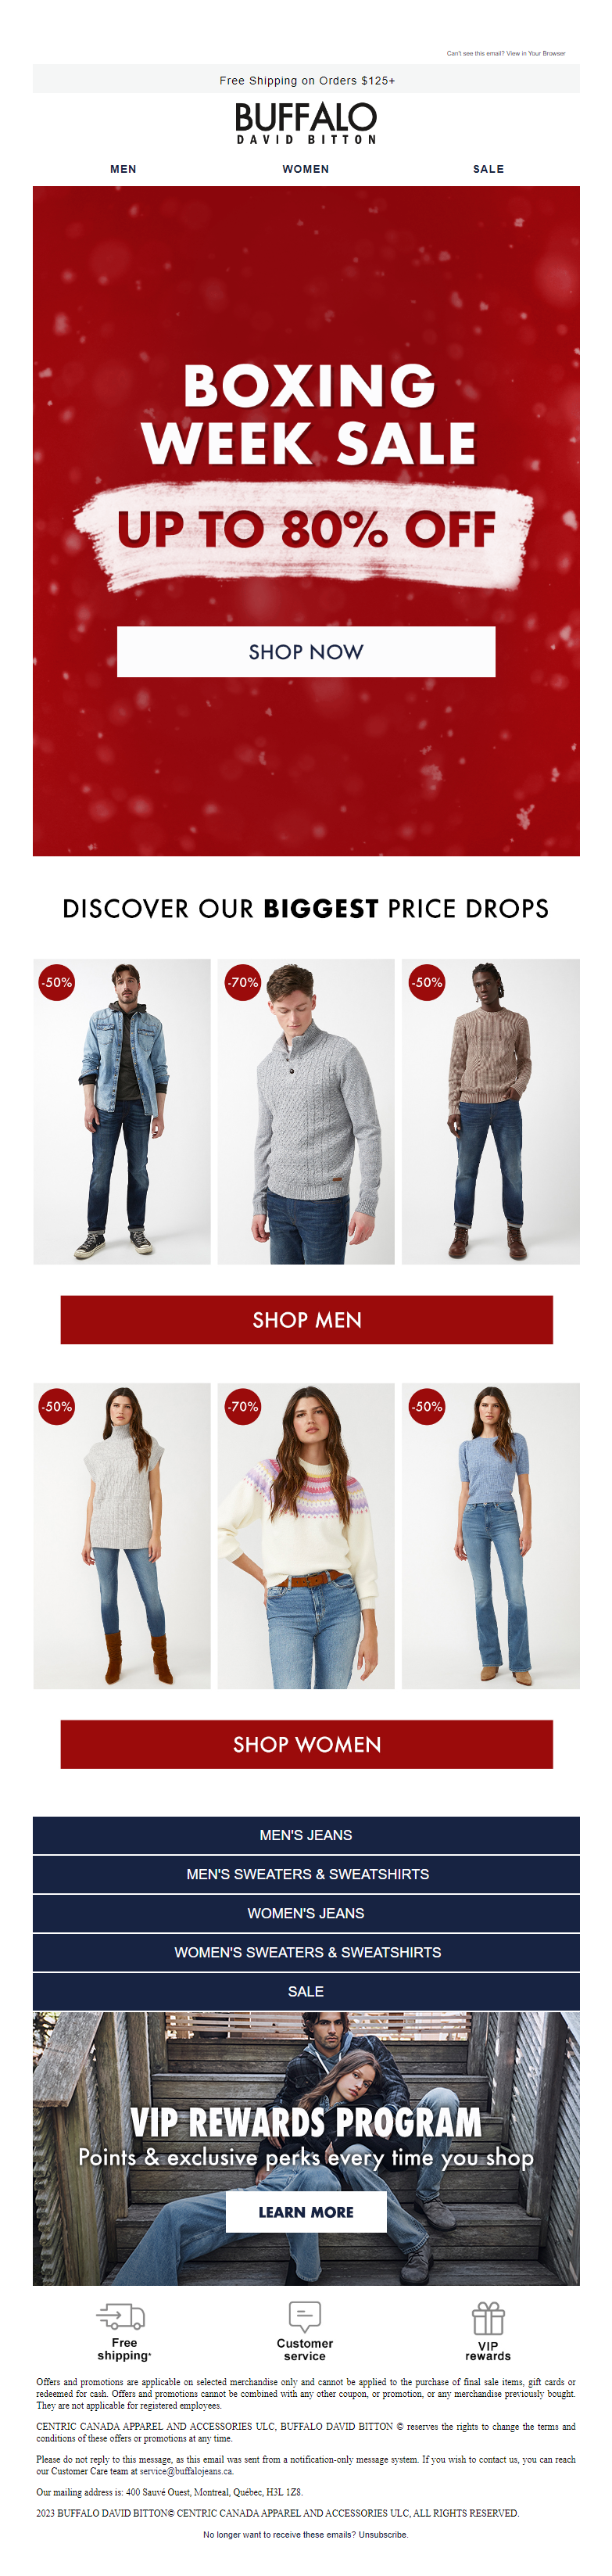 Can't see this email? View in Your Browser
Free Shipping on Orders $125+
BUFFALO
DAVID BITTON
MEN WOMEN SALE
BOXING
WEEK SALE
UP TO 80% OFF
SHOP NOW
DISCOVER OUR BIGGEST PRICE DROPS
-50% -70% -50%
SHOP MEN
-50% -70% -50%
SHOP WOMEN
MEN'S JEANS
MEN'S SWEATERS & SWEATSHIRTS
WOMEN'S JEANS
WOMEN'S SWEATERS & SWEATSHIRTS
SALE
VIP REWARDS PROGRAM
Points & exclusive perks every time you shop
LEARN MORE
Free shipping*
Customer service
VIP rewards
Offers and promotions are applicable on selected merchandise only and cannot be applied to the purchase of final sale items, gift cards or
redeemed for cash. Offers and promotions cannot be combined with any other coupon, or promotion, or any merchandise previously bought.
They are not applicable for registered employees.
CENTRIC CANADA APPAREL AND ACCESSORIES ULC, BUFFALO DAVID BITTON © reserves the rights to change the terms and
conditions of these offers or promotions at any time.
Please do not reply to this message, as this email was sent from a notification-only message system. If you wish to contact us, you can reach
our Customer Care team at service@buffalojeans.ca.
Our mailing address is: 400 Sauvé Ouest, Montreal, Québec, H3L 1Z8.
2023 BUFFALO DAVID BITTON© CENTRIC CANADA APPAREL AND ACCESSORIES ULC, ALL RIGHTS RESERVED.
No longer want to receive these emails? Unsubscribe.